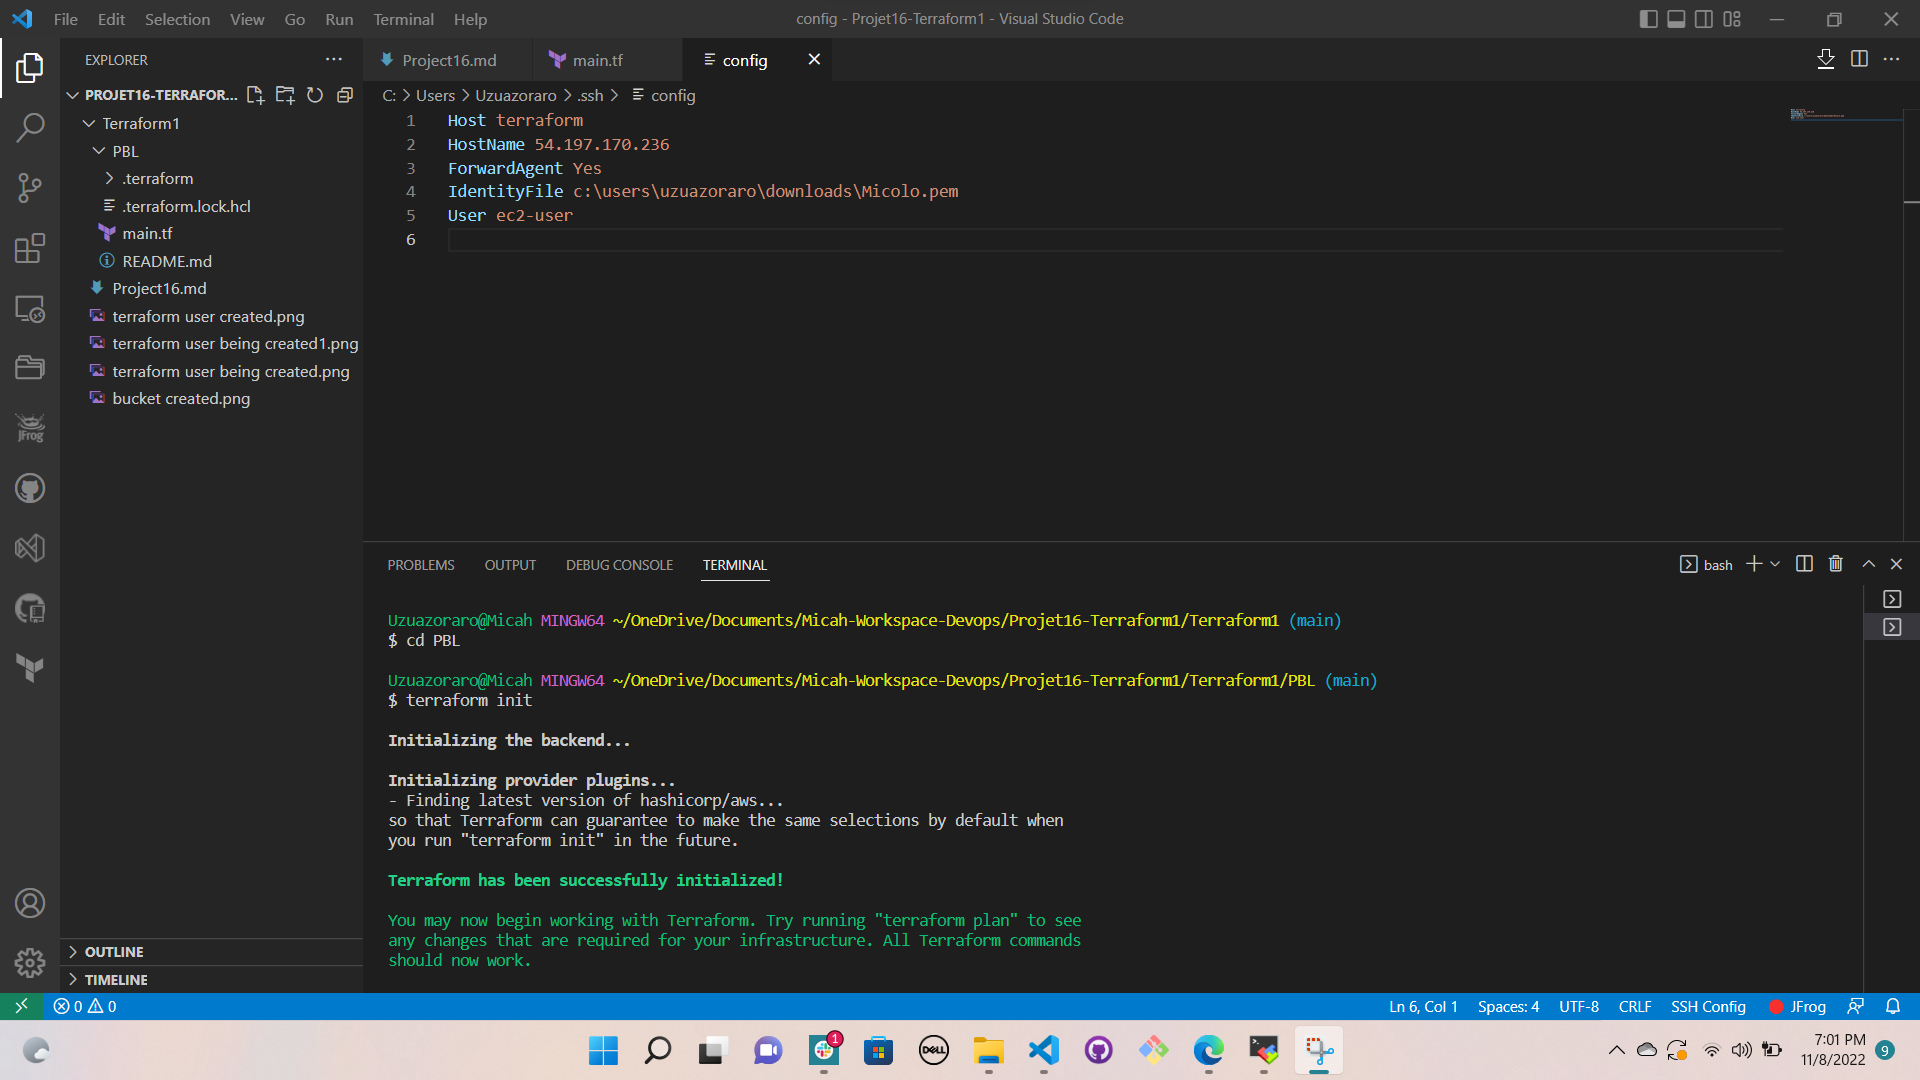 File Edit Selection View Go Run Terminal Help
config - Projet16-Terraform1 - Visual Studio Code
EXPLORER
PROJET16-TERRAFOR...
Terraform1
PBL
.terraform
.terraform.lock.hcl
main.tf
README.md
Project16.md
terraform user created.png
terraform user being created1.png
terraform user being created.png
bucket created.png
OUTLINE
TIMELINE
JFrog
Project16.md main.tf config
C: > Users > Uzuazoraro > .ssh > config
1 Host terraform
2 HostName 54.197.170.236
3 ForwardAgent Yes
4 IdentityFile c:\users\uzuazoraro\downloads\Micolo.pem
5 User ec2-user
6
PROBLEMS OUTPUT DEBUG CONSOLE TERMINAL
bash
Uzuazoraro@Micah MINGW64 ~/OneDrive/Documents/Micah-Workspace-Devops/Projet16-Terraform1/Terraform1 (main)
$ cd PBL
Uzuazoraro@Micah MINGW64 ~/OneDrive/Documents/Micah-Workspace-Devops/Projet16-Terraform1/Terraform1/PBL (main)
$ terraform init
Initializing the backend...
Initializing provider plugins...
- Finding latest version of hashicorp/aws...
so that Terraform can guarantee to make the same selections by default when
you run "terraform init" in the future.
Terraform has been successfully initialized!
You may now begin working with Terraform. Try running "terraform plan" to see
any changes that are required for your infrastructure. All Terraform commands
should now work.
0 0
Ln 6, Col 1 Spaces: 4 UTF-8 CRLF SSH Config JFrog
1
DELL
7:01 PM
11/8/2022
9